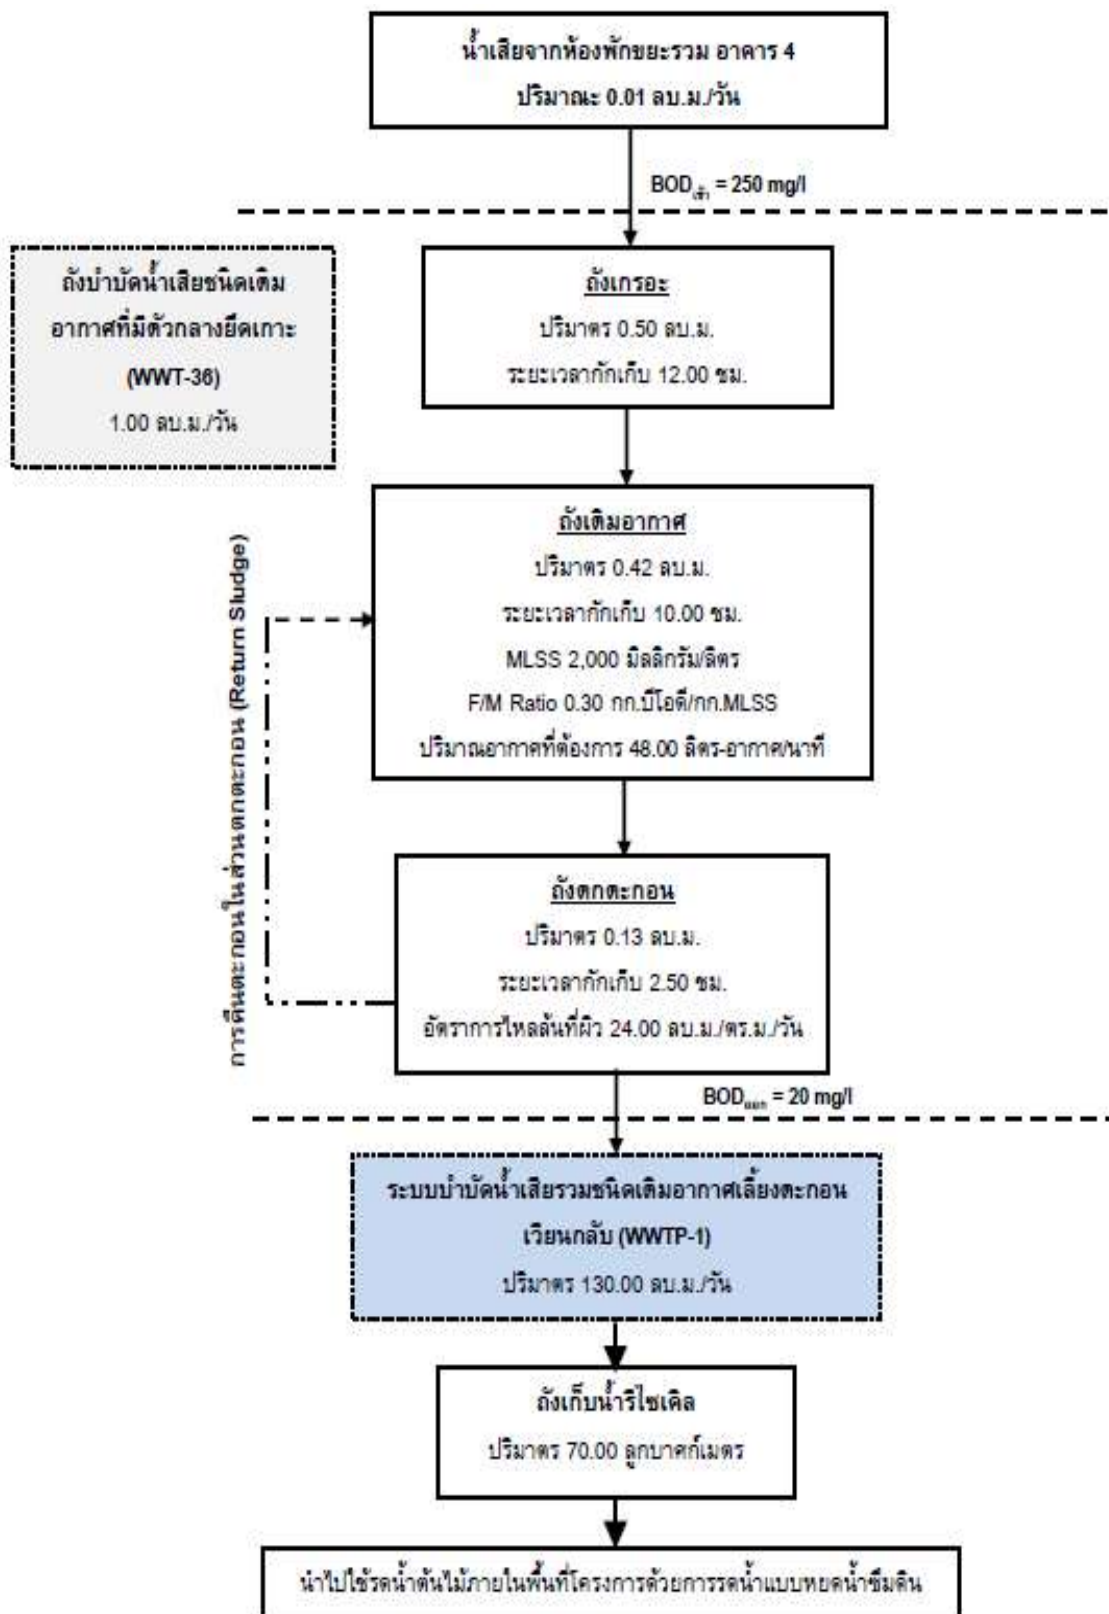 น้ำเสียจากห้องพักขยะรวม อาคาร 4
ปริมาณะ 0.01 ลบ.ม./วัน
BODเข้า = 250 mg/l
ถังบำบัดน้ำเสียชนิดเติม
อากาศที่มีตัวกลางยึดเกาะ
(WWT-36)
1.00 ลบ.ม./วัน
ถังเกรอะ
ปริมาตร 0.50 ลบ.ม.
ระยะเวลากักเก็บ 12.00 ชม.
ถังเติมอากาศ
ปริมาตร 0.42 ลบ.ม.
ระยะเวลากักเก็บ 10.00 ชม.
MLSS 2,000 มิลลิกรัม/ลิตร
F/M Ratio 0.30 กก.บีโอดี/กก.MLSS
ปริมาณอากาศที่ต้องการ 48.00 ลิตร-อากาศ/นาที
การคืนตะกอนในส่วนตกตะกอน (Return Sludge)
ถังตกตะกอน
ปริมาตร 0.13 ลบ.ม.
ระยะเวลากักเก็บ 2.50 ชม.
อัตราการไหลล้นที่ผิว 24.00 ลบ.ม./ตร.ม./วัน
BODออก = 20 mg/l
ระบบบำบัดน้ำเสียรวมชนิดเติมอากาศเลี้ยงตะกอน
เวียนกลับ (WWTP-1)
ปริมาตร 130.00 ลบ.ม./วัน
ถังเก็บน้ำรีไซเคิล
ปริมาตร 70.00 ลูกบาศก์เมตร
นำไปใช้รดน้ำต้นไม้ภายในพื้นที่โครงการด้วยการรดน้ำแบบหยดน้ำซึมดิน